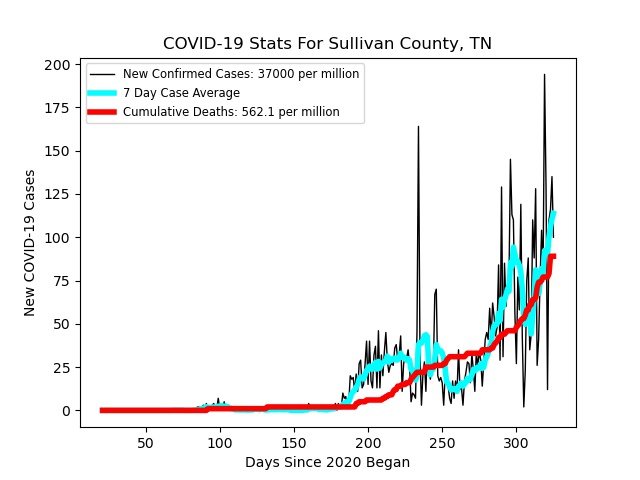 COVID-19 Stats For Sullivan County, TN
New Confirmed Cases: 37000 per million
7 Day Case Average
Cumulative Deaths: 562.1 per million
New COVID-19 Cases
200
175
150
125
100
75
50
25
0
50 100 150 200 250 300
Days Since 2020 Began